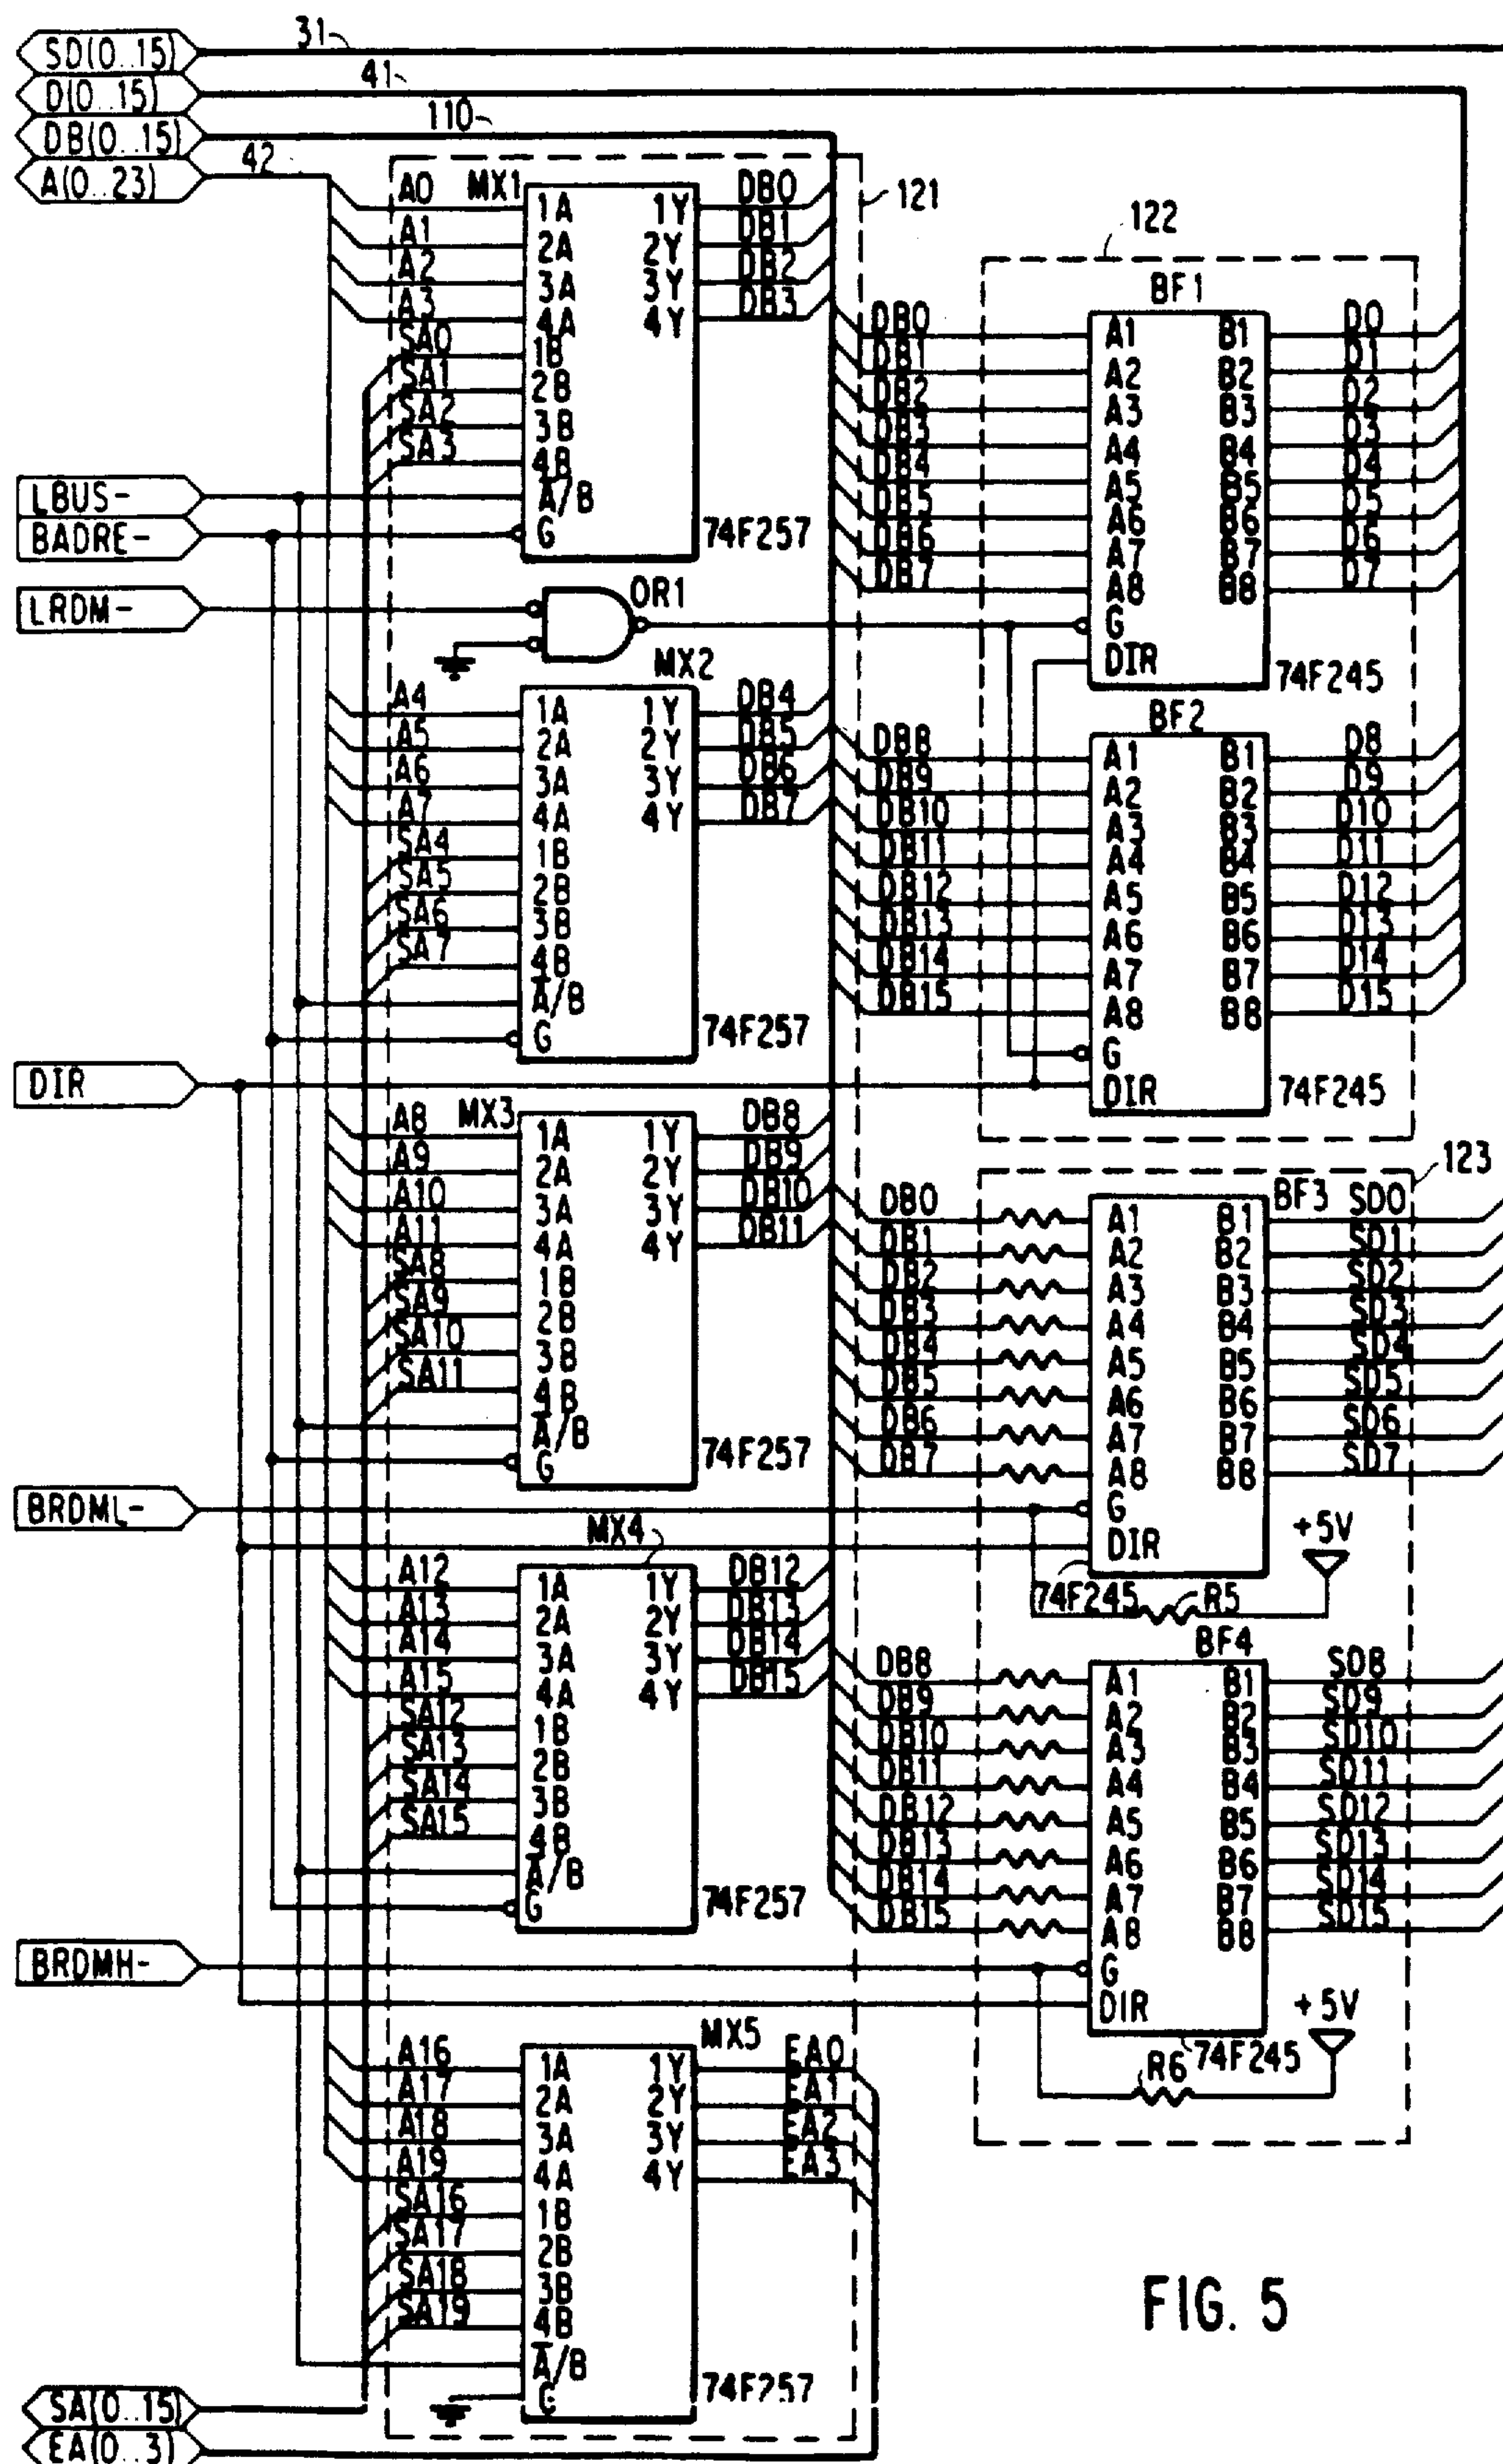 SD(0..15)
31
D(0..15)
41
DB(0..15)
110
A(0..23)
42
121
A0
MX1
A1
A2
A3
SA0
SA1
SA2
SA3
1A
2A
3A
4A
1B
2B
3B
4B
A/B
G
1Y
2Y
3Y
4Y
DB0
DB1
DB2
DB3
74F257
LBUS-
BADRE-
LRDM-
OR1
122
BF1
DB0
DB1
DB2
DB3
DB4
DB5
DB6
DB7
A1
A2
A3
A4
A5
A6
A7
A8
G
DIR
B1
B2
B3
B4
B5
B6
B7
B8
D0
D1
D2
D3
D4
D5
D6
D7
74F245
MX2
A4
A5
A6
A7
SA4
SA5
SA6
SA7
1A
2A
3A
4A
1B
2B
3B
4B
A/B
G
1Y
2Y
3Y
4Y
DB4
DB5
DB6
DB7
74F257
BF2
DB8
DB9
DB10
DB11
DB12
DB13
DB14
DB15
A1
A2
A3
A4
A5
A6
A7
A8
G
DIR
B1
B2
B3
B4
B5
B6
B7
B8
D8
D9
D10
D11
D12
D13
D14
D15
74F245
DIR
MX3
A8
A9
A10
A11
SA8
SA9
SA10
SA11
1A
2A
3A
4A
1B
2B
3B
4B
A/B
G
1Y
2Y
3Y
4Y
DB8
DB9
DB10
DB11
74F257
123
BF3
DB0
DB1
DB2
DB3
DB4
DB5
DB6
DB7
A1
A2
A3
A4
A5
A6
A7
A8
G
DIR
B1
B2
B3
B4
B5
B6
B7
B8
SD0
SD1
SD2
SD3
SD4
SD5
SD6
SD7
+5V
74F245
R5
BRDML-
MX4
A12
A13
A14
A15
SA12
SA13
SA14
SA15
1A
2A
3A
4A
1B
2B
3B
4B
A/B
G
1Y
2Y
3Y
4Y
DB12
DB13
DB14
DB15
74F257
BF4
DB8
DB9
DB10
DB11
DB12
DB13
DB14
DB15
A1
A2
A3
A4
A5
A6
A7
A8
G
DIR
B1
B2
B3
B4
B5
B6
B7
B8
SD8
SD9
SD10
SD11
SD12
SD13
SD14
SD15
+5V
74F245
R6
BRDMH-
MX5
A16
A17
A18
A19
SA16
SA17
SA18
SA19
1A
2A
3A
4A
1B
2B
3B
4B
A/B
G
1Y
2Y
3Y
4Y
EA0
EA1
EA2
EA3
74F257
SA(0..15)
EA(0..3)
FIG. 5